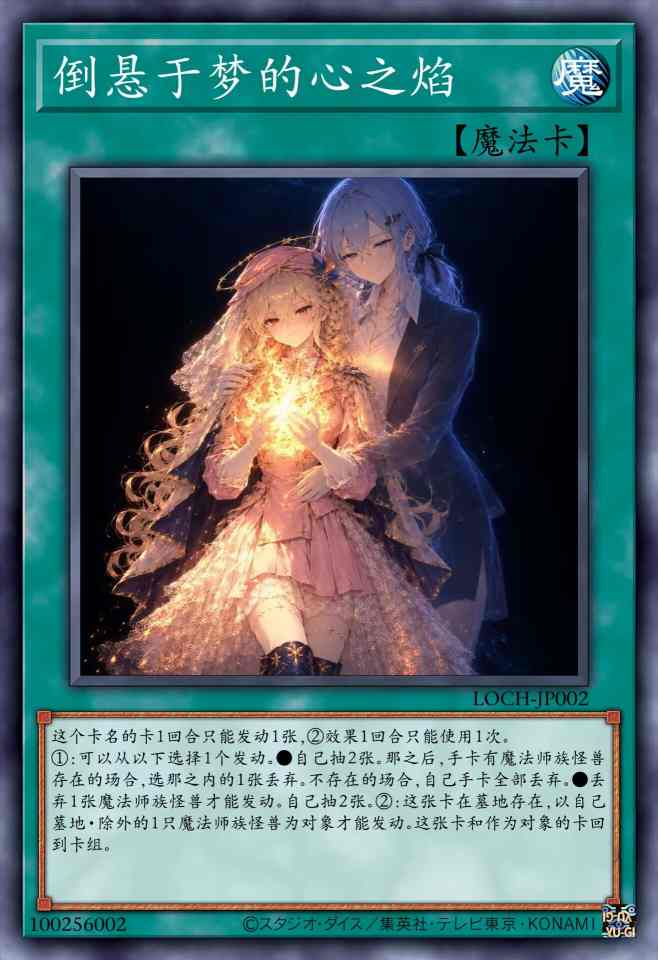 倒悬于梦的心之焰
魔
【魔法卡】
LOCH-JP002
这个卡名的卡1回合只能发动1张,②效果1回合只能使用1次。
①:可以从以下选择1个发动。●自己抽2张。那之后,手卡有魔法师族怪兽
存在的场合,选那之内的1张丢弃。不存在的场合,自己手卡全部丢弃。●丢
弃1张魔法师族怪兽才能发动。自己抽2张。②:这张卡在墓地存在,以自己
墓地·除外的1只魔法师族怪兽为对象才能发动。这张卡和作为对象的卡回
到卡组。
100256002
©スタジオ・ダイス／集英社・テレビ東京・KONAMI